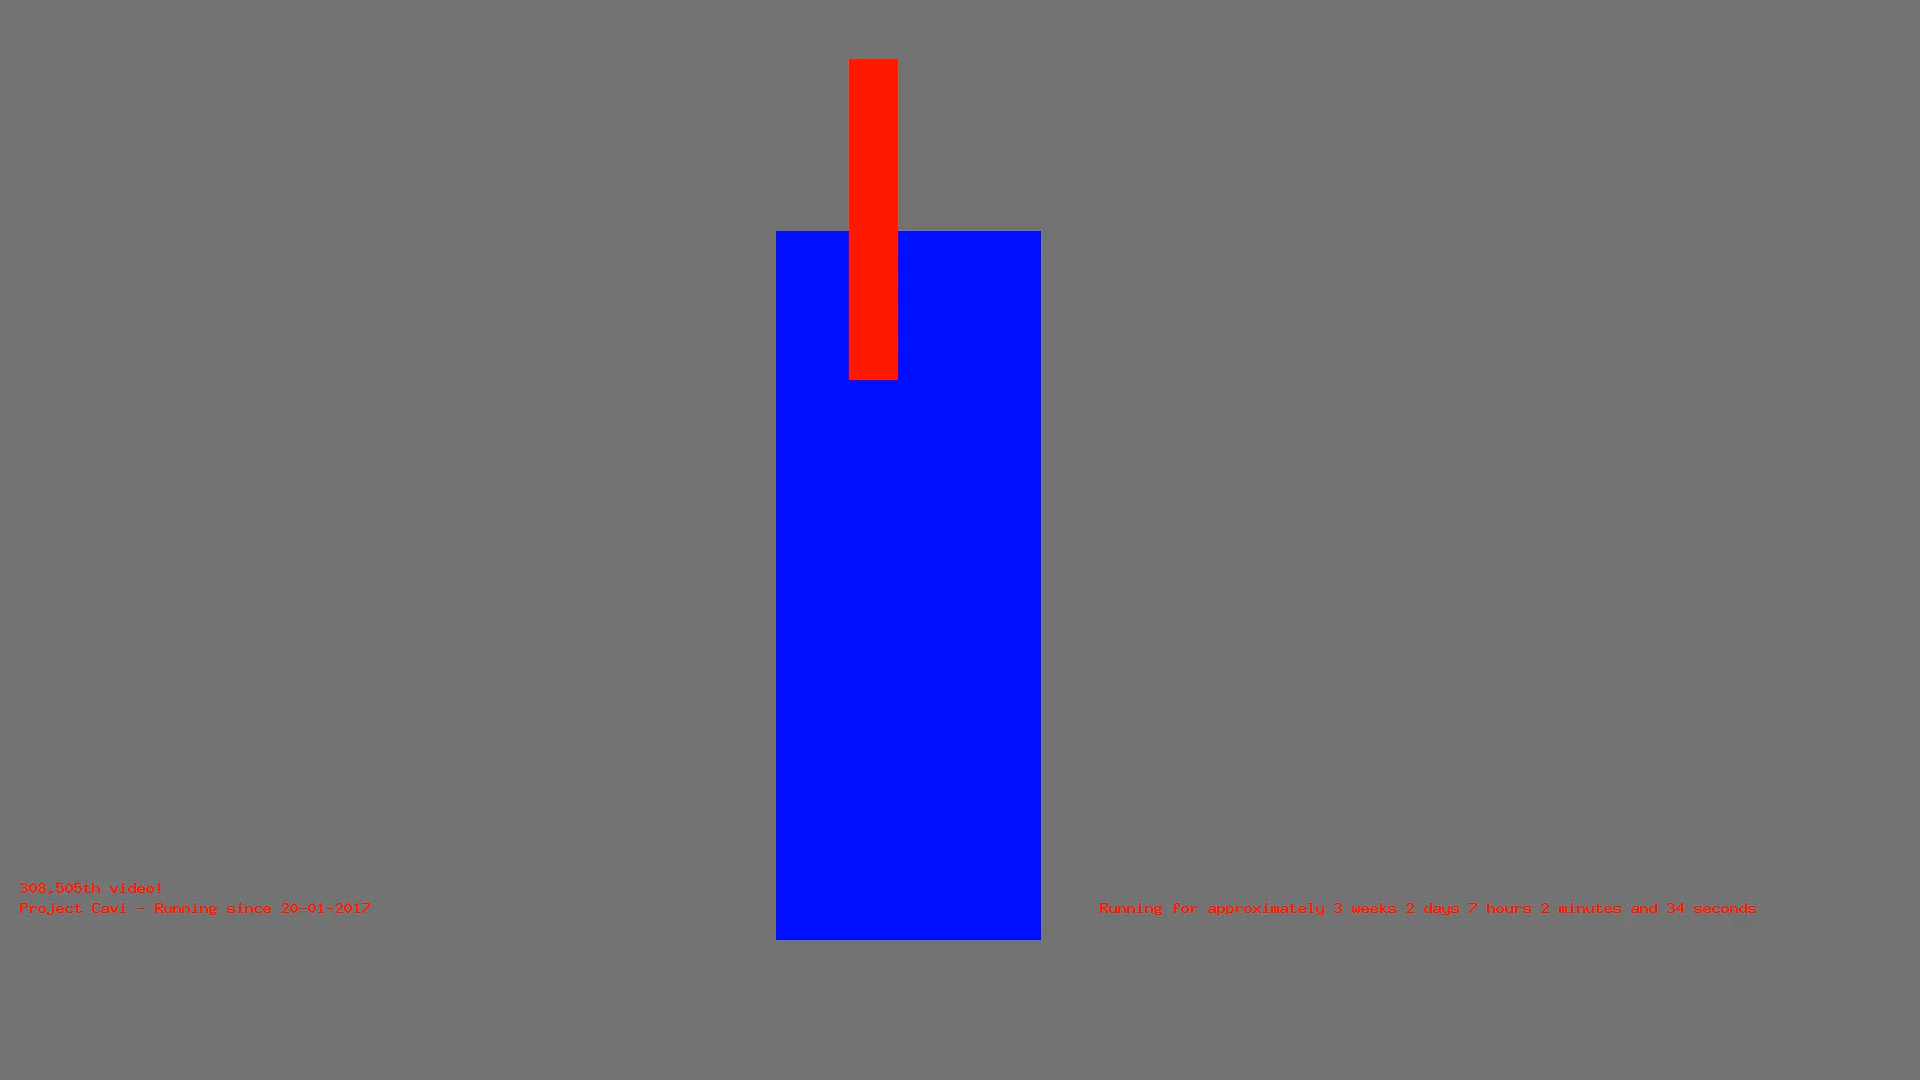 308.505th video!
Project Cavi - Running since 20-01-2017
Running for approximately 3 weeks 2 days 7 hours 2 minutes and 34 seconds